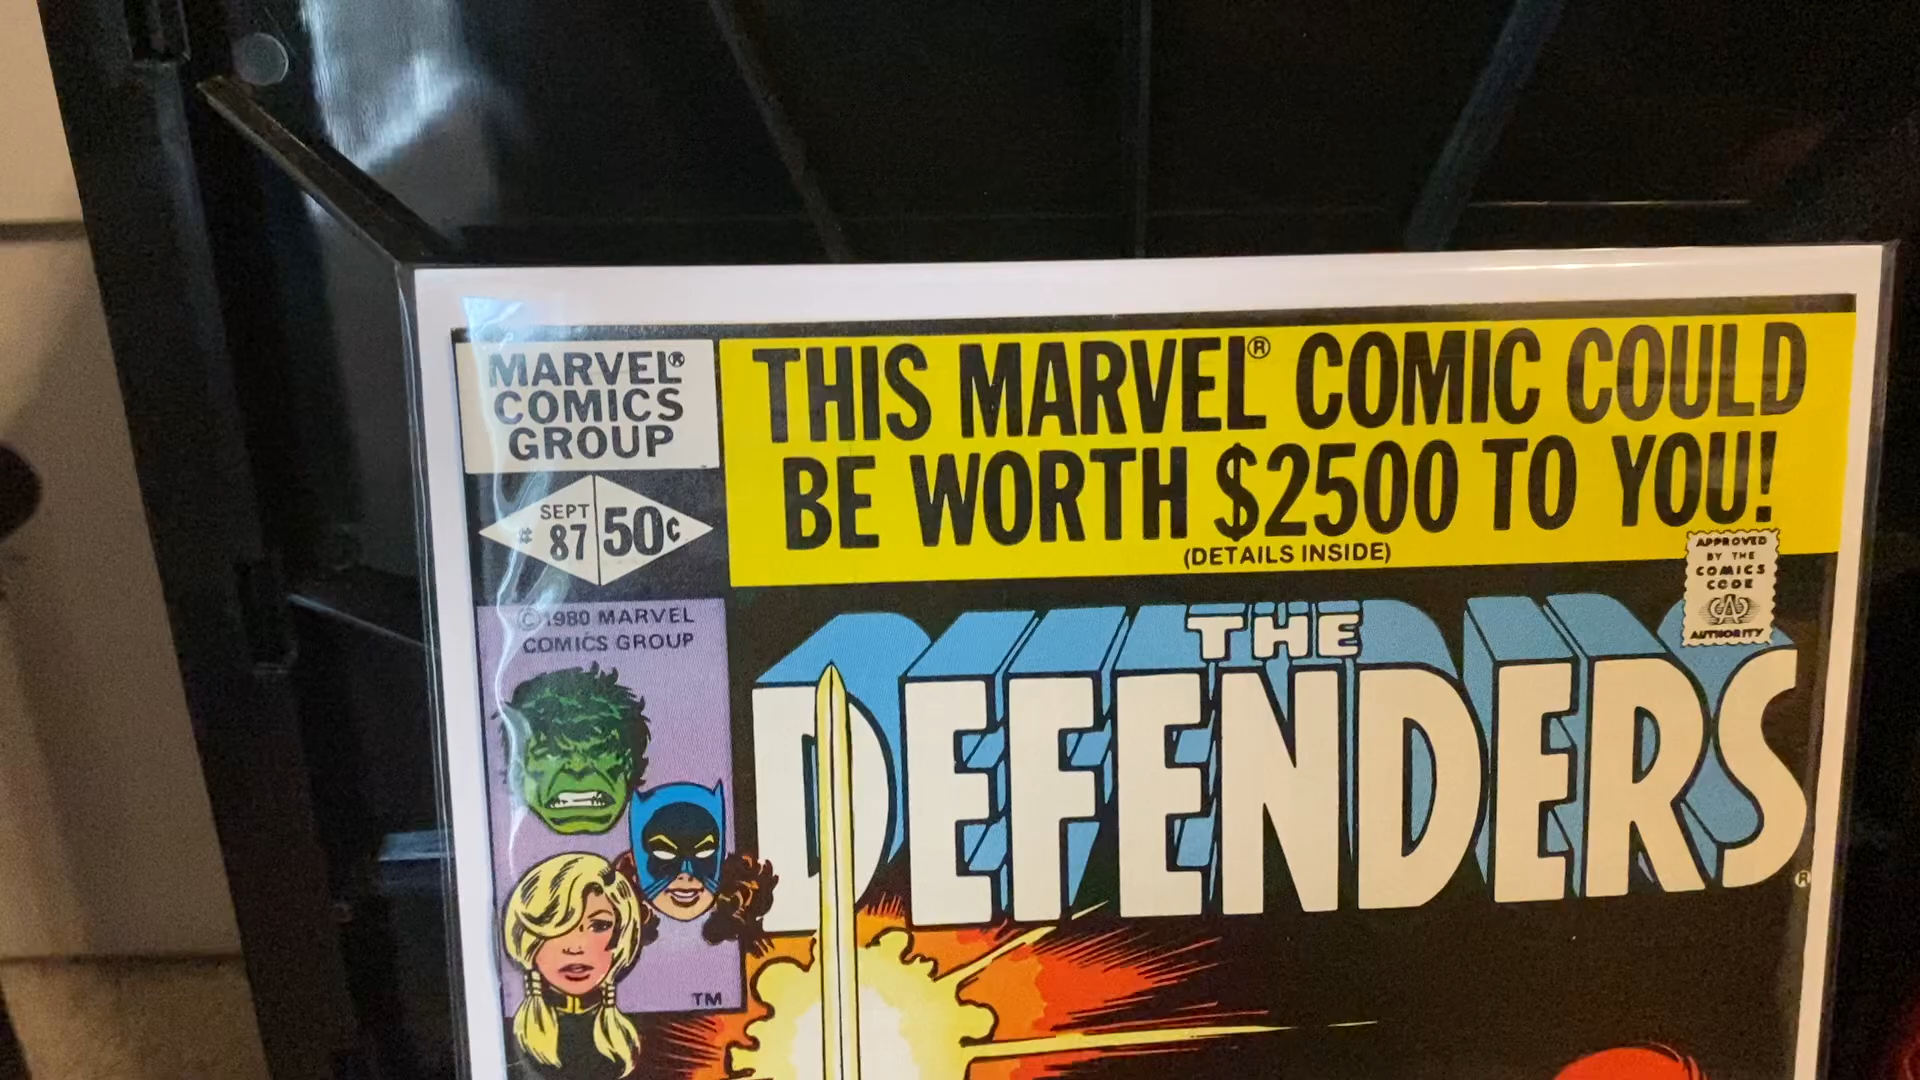 MARVEL®
COMICS
GROUP
THIS MARVEL® COMIC COULD
BE WORTH $2500 TO YOU!
(DETAILS INSIDE)
SEPT
# 87
50¢
APPROVED
BY THE
COMICS
CODE
CA
AUTHORITY
© 1980 MARVEL
COMICS GROUP
THE
DEFENDERS®
TM